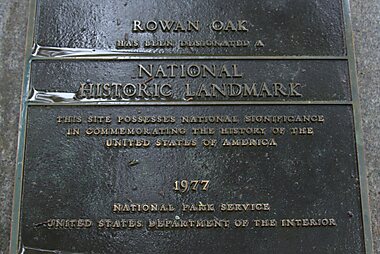 ROWAN OAK
HAS BEEN DESIGNATED A
NATIONAL
HISTORIC LANDMARK
THIS SITE POSSESSES NATIONAL SIGNIFICANCE
IN COMMEMORATING THE HISTORY OF THE
UNITED STATES OF AMERICA
1977
NATIONAL PARK SERVICE
UNITED STATES DEPARTMENT OF THE INTERIOR